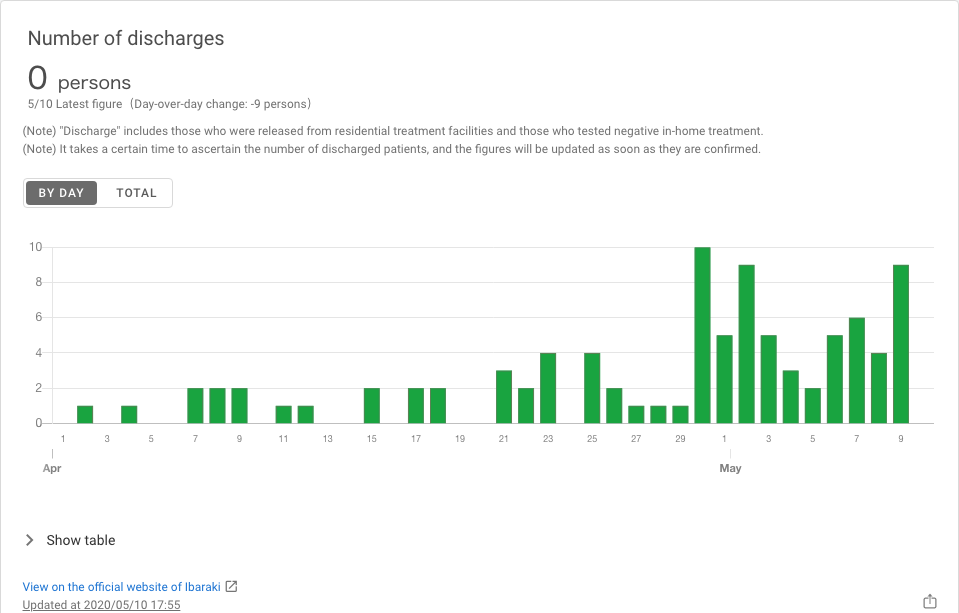 Number of discharges
0 persons
5/10 Latest figure (Day-over-day change: -9 persons)
(Note) "Discharge" includes those who were released from residential treatment facilities and those who tested negative in-home treatment.
(Note) It takes a certain time to ascertain the number of discharged patients, and the figures will be updated as soon as they are confirmed.
BY DAY TOTAL
10
8
6
4
2
0
1 3 5 7 9 11 13 15 17 19 21 23 25 27 29 1 3 5 7 9
Apr May
Show table
View on the official website of Ibaraki
Updated at 2020/05/10 17:55